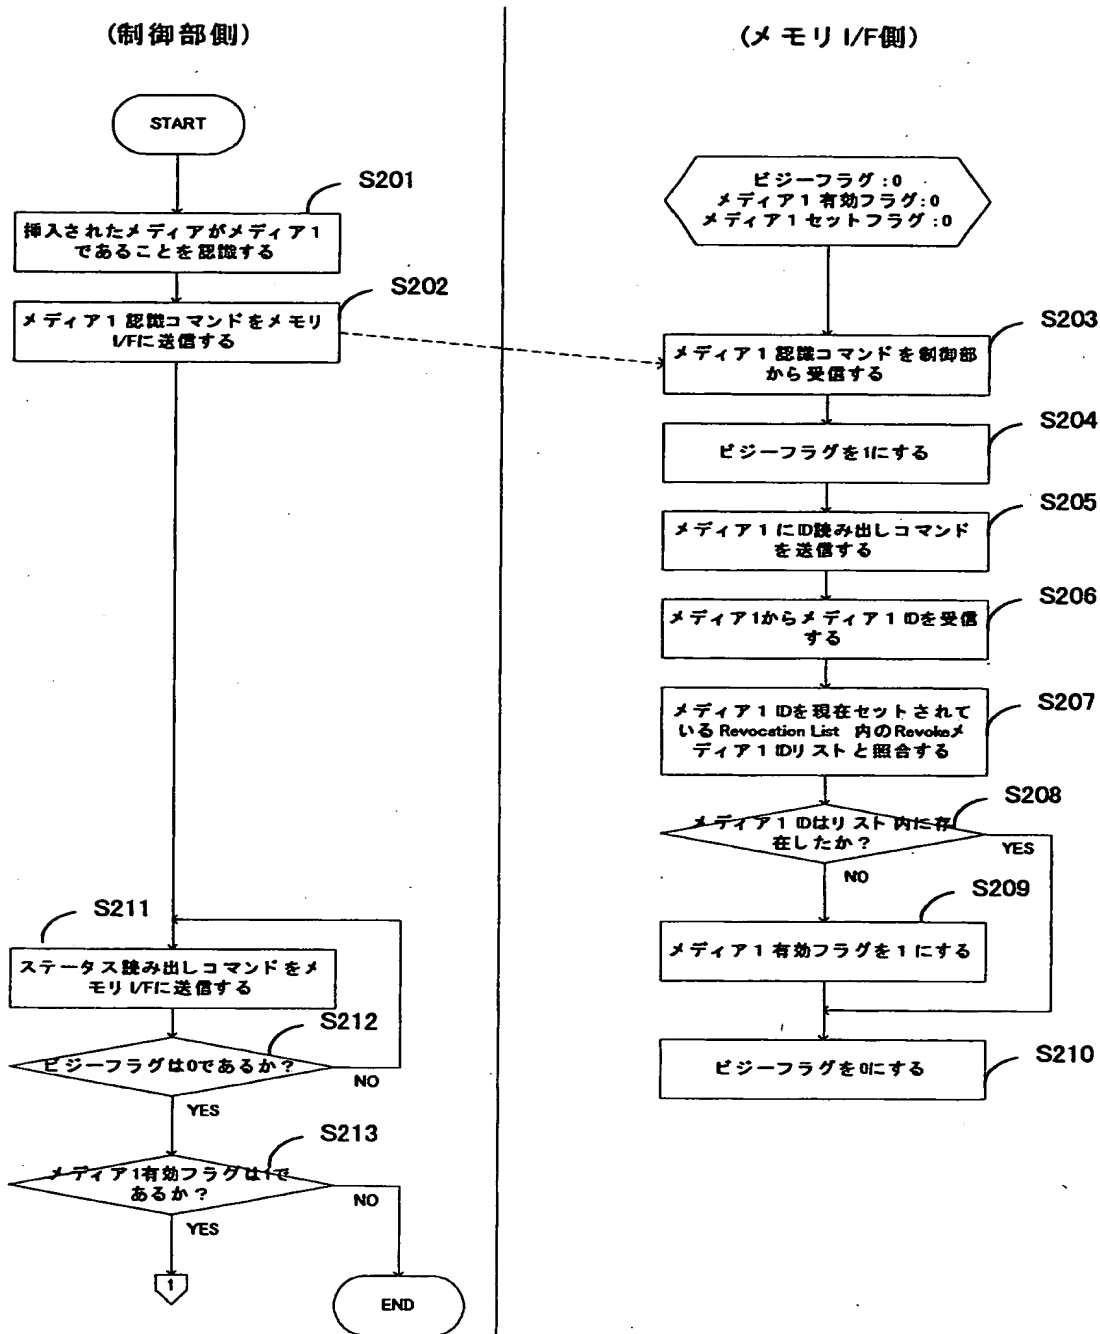 (制御部側)
START
S201
挿入されたメディアがメディア1
であることを認識する
S202
メディア1 認識コマンドをメモリ
I/Fに送信する
S211
ステータス読み出しコマンドをメ
モリI/Fに送信する
S212
ビジーフラグは0であるか?
NO
YES
S213
メディア1有効フラグは1で
あるか?
NO
YES
1
END
(メモリI/F側)
ビジーフラグ:0
メディア1 有効フラグ:0
メディア1 セットフラグ:0
S203
メディア1 認識コマンドを制御部
から受信する
S204
ビジーフラグを1にする
S205
メディア1にID読み出しコマンド
を送信する
S206
メディア1からメディア1 IDを受信
する
S207
メディア1 IDを現在セットされて
いるRevocation List 内のRevokeメ
ディア1 IDリストと照合する
S208
メディア1 IDはリスト内に存
在したか?
YES
NO
S209
メディア1 有効フラグを1にする
S210
ビジーフラグを0にする